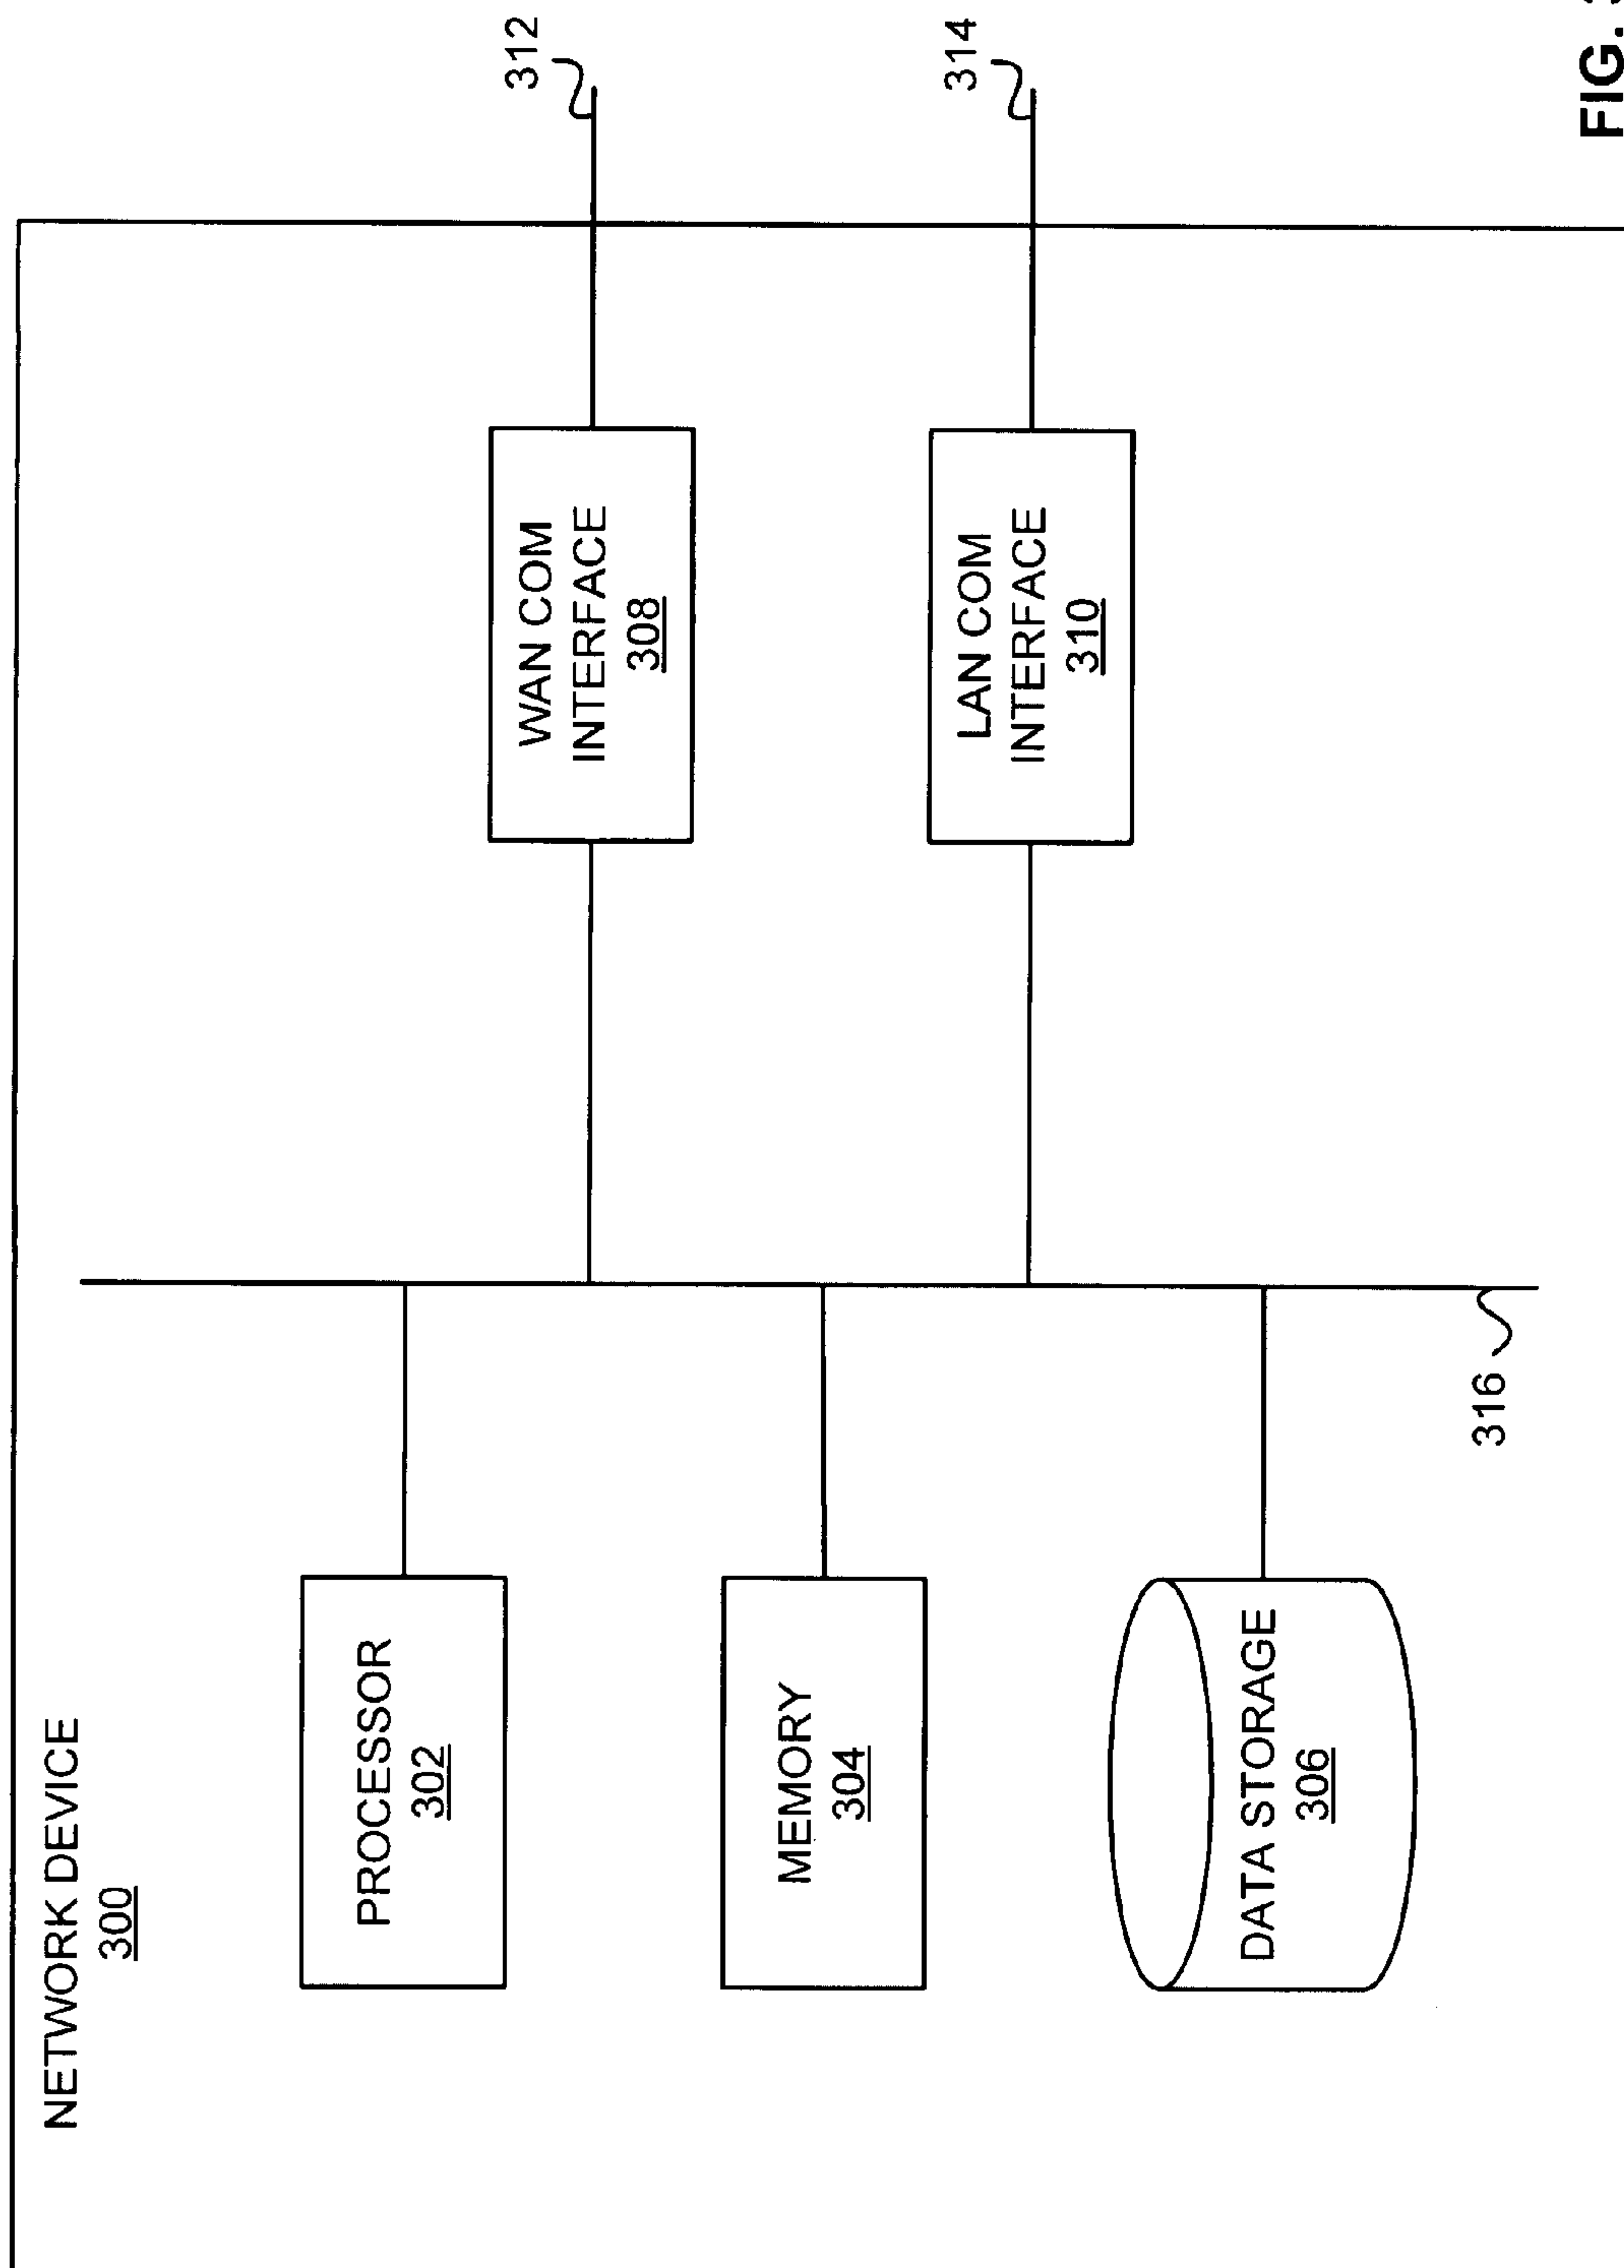 NETWORK DEVICE
300
PROCESSOR
302
MEMORY
304
DATA STORAGE
306
316
WAN COM
INTERFACE
308
LAN COM
INTERFACE
310
312
314
FIG.